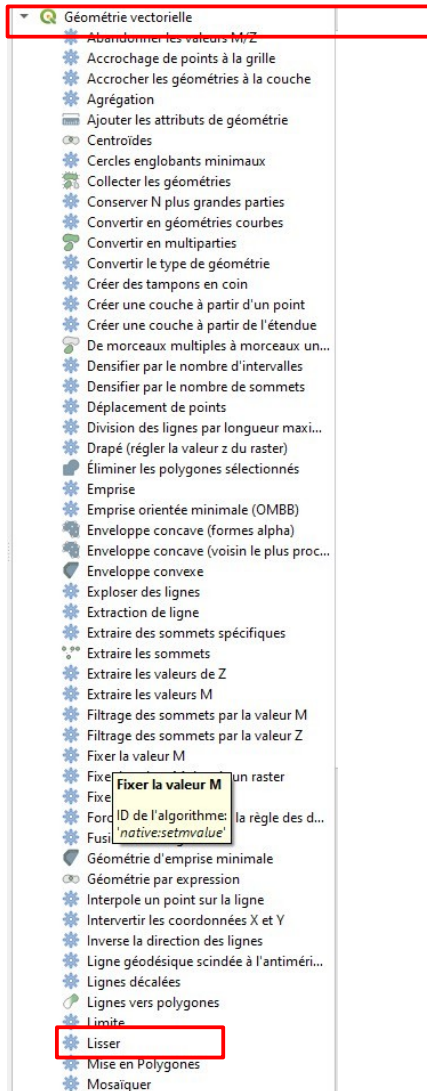 Géométrie vectorielle
Abandonner les valeurs M/Z
Accrochage de points à la grille
Accrocher les géométries à la couche
Agrégation
Ajouter les attributs de géométrie
Centroïdes
Cercles englobants minimaux
Collecter les géométries
Conserver N plus grandes parties
Convertir en géométries courbes
Convertir en multiparties
Convertir le type de géométrie
Créer des tampons en coin
Créer une couche à partir d'un point
Créer une couche à partir de l'étendue
De morceaux multiples à morceaux un...
Densifier par le nombre d'intervalles
Densifier par le nombre de sommets
Déplacement de points
Division des lignes par longueur maxi...
Drapé (régler la valeur z du raster)
Éliminer les polygones sélectionnés
Emprise
Emprise orientée minimale (OMBB)
Enveloppe concave (formes alpha)
Enveloppe concave (voisin le plus proc...
Enveloppe convexe
Exploser des lignes
Extraction de ligne
Extraire des sommets spécifiques
Extraire les sommets
Extraire les valeurs de Z
Extraire les valeurs M
Filtrage des sommets par la valeur M
Filtrage des sommets par la valeur Z
Fixer la valeur M
un raster
Fixer la valeur M
Fixe
ID de l'algorithme:
la règle des d...
'native:setmvalue'
Géométrie d'emprise minimale
Géométrie par expression
Interpole un point sur la ligne
Intervertir les coordonnées X et Y
Inverse la direction des lignes
Ligne géodésique scindée à l'antiméri...
Lignes décalées
Lignes vers polygones
Limite
Lisser
Mise en Polygones
Mosaïquer